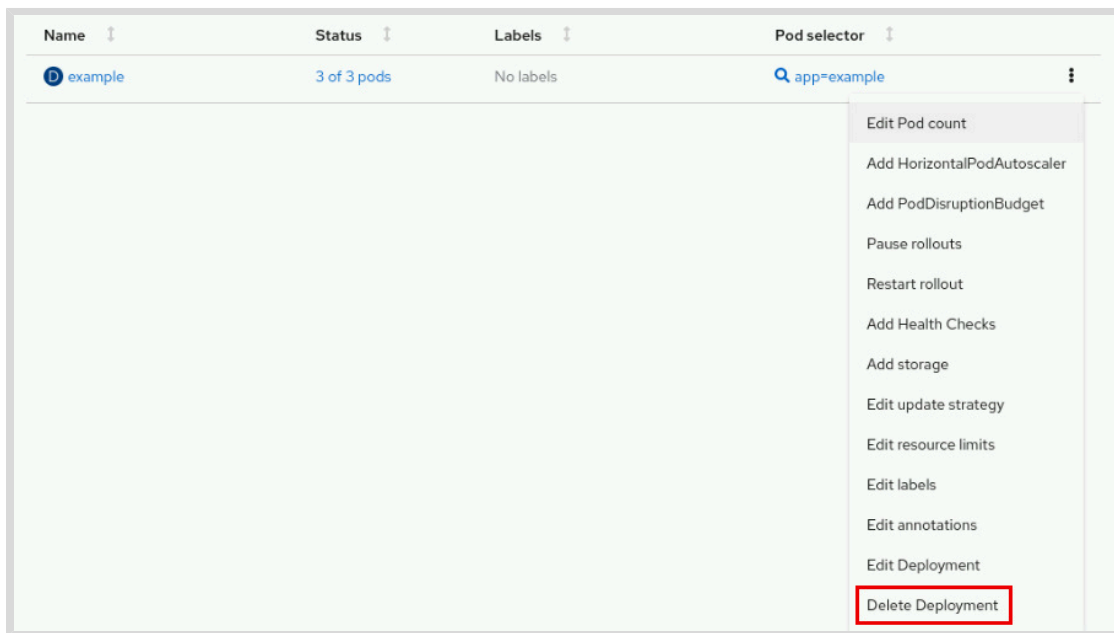 Name Status Labels Pod selector
D example 3 of 3 pods No labels app=example
Edit Pod count
Add HorizontalPodAutoscaler
Add PodDisruptionBudget
Pause rollouts
Restart rollout
Add Health Checks
Add storage
Edit update strategy
Edit resource limits
Edit labels
Edit annotations
Edit Deployment
Delete Deployment